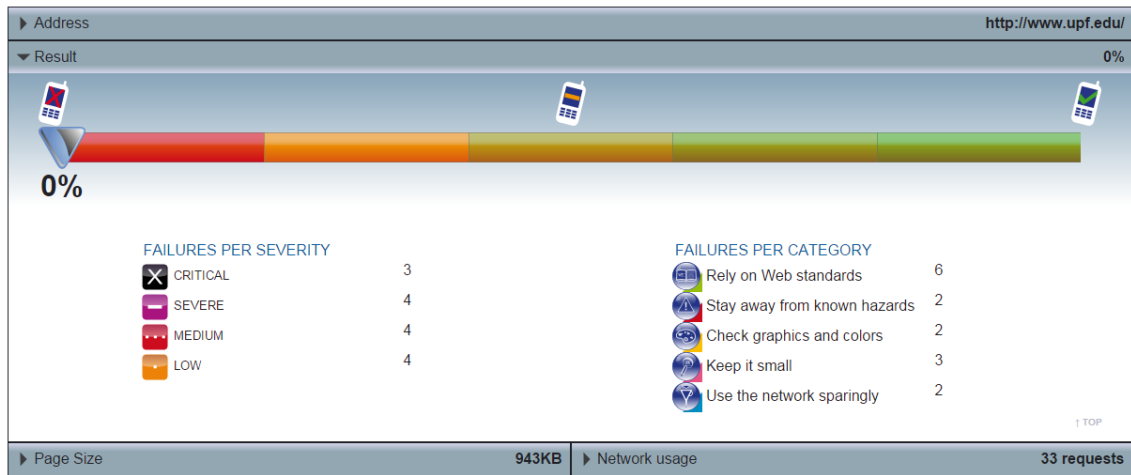 Address http://www.upf.edu/
Result 0%
0%
FAILURES PER SEVERITY
CRITICAL 3
SEVERE 4
MEDIUM 4
LOW 4
FAILURES PER CATEGORY
Rely on Web standards 6
Stay away from known hazards 2
Check graphics and colors 2
Keep it small 3
Use the network sparingly 2
↑ TOP
Page Size 943KB
Network usage 33 requests